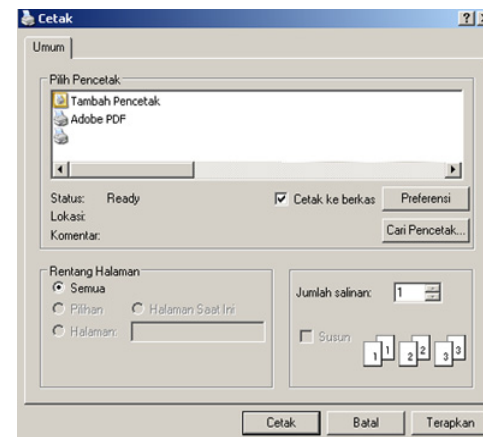 Cetak
Umum
Pilih Pencetak
Tambah Pencetak
Adobe PDF
Status: Ready
Cetak ke berkas
Preferensi
Lokasi:
Komentar:
Cari Pencetak...
Rentang Halaman
Semua
Pilihan
Halaman Saat Ini
Halaman:
Jumlah salinan: 1
Susun
1 1 2 2 3 3
Cetak
Batal
Terapkan